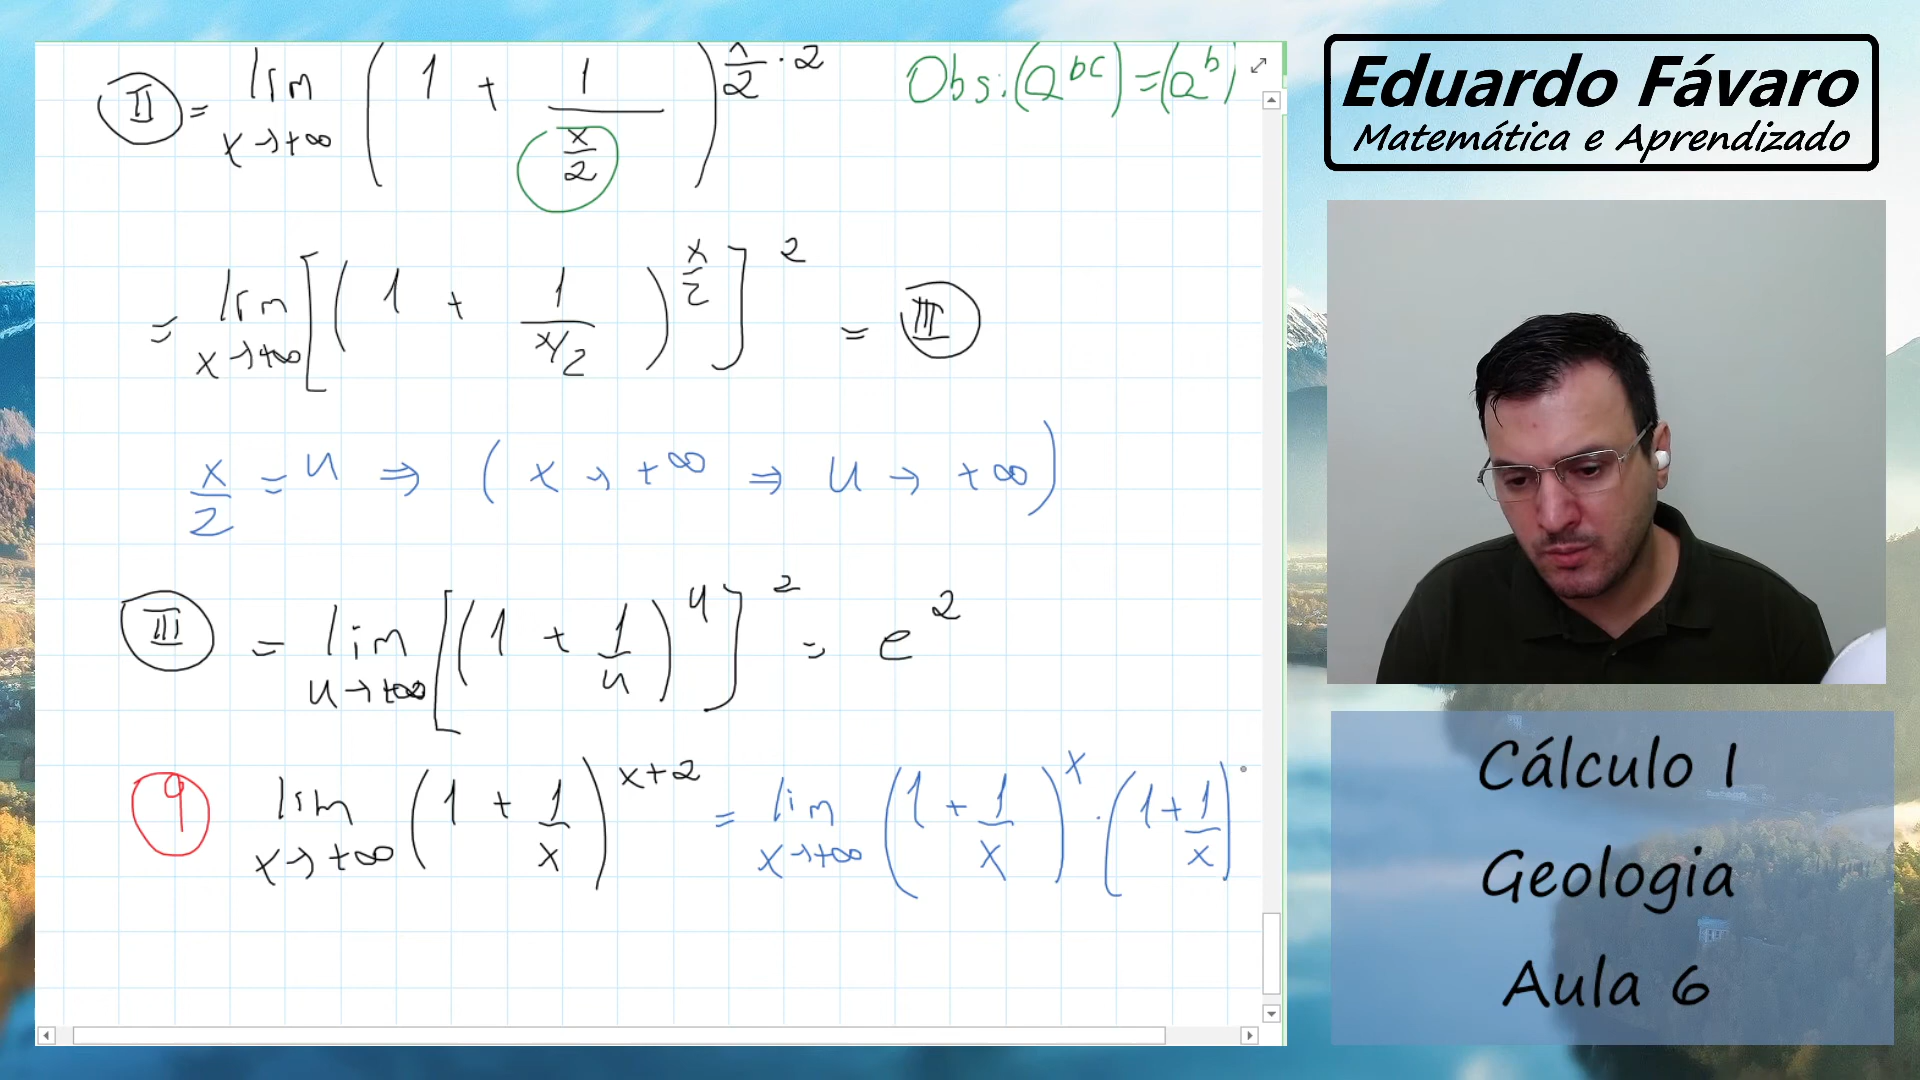 II = lim x→+∞ (1 + 1/(x/2))^(x/2 · 2)
Obs: (a^bc) = (a^b)
= lim x→+∞ [(1 + 1/(x/2))^(x/2)]^2 = III
x/2 = u ⇒ (x → +∞ ⇒ u → +∞)
III = lim u→+∞ [(1 + 1/u)^u]^2 = e^2
9 lim x→+∞ (1 + 1/x)^(x+2) = lim x→+∞ (1 + 1/x)^x · (1 + 1/x)
Eduardo Fávaro
Matemática e Aprendizado
Cálculo I
Geologia
Aula 6